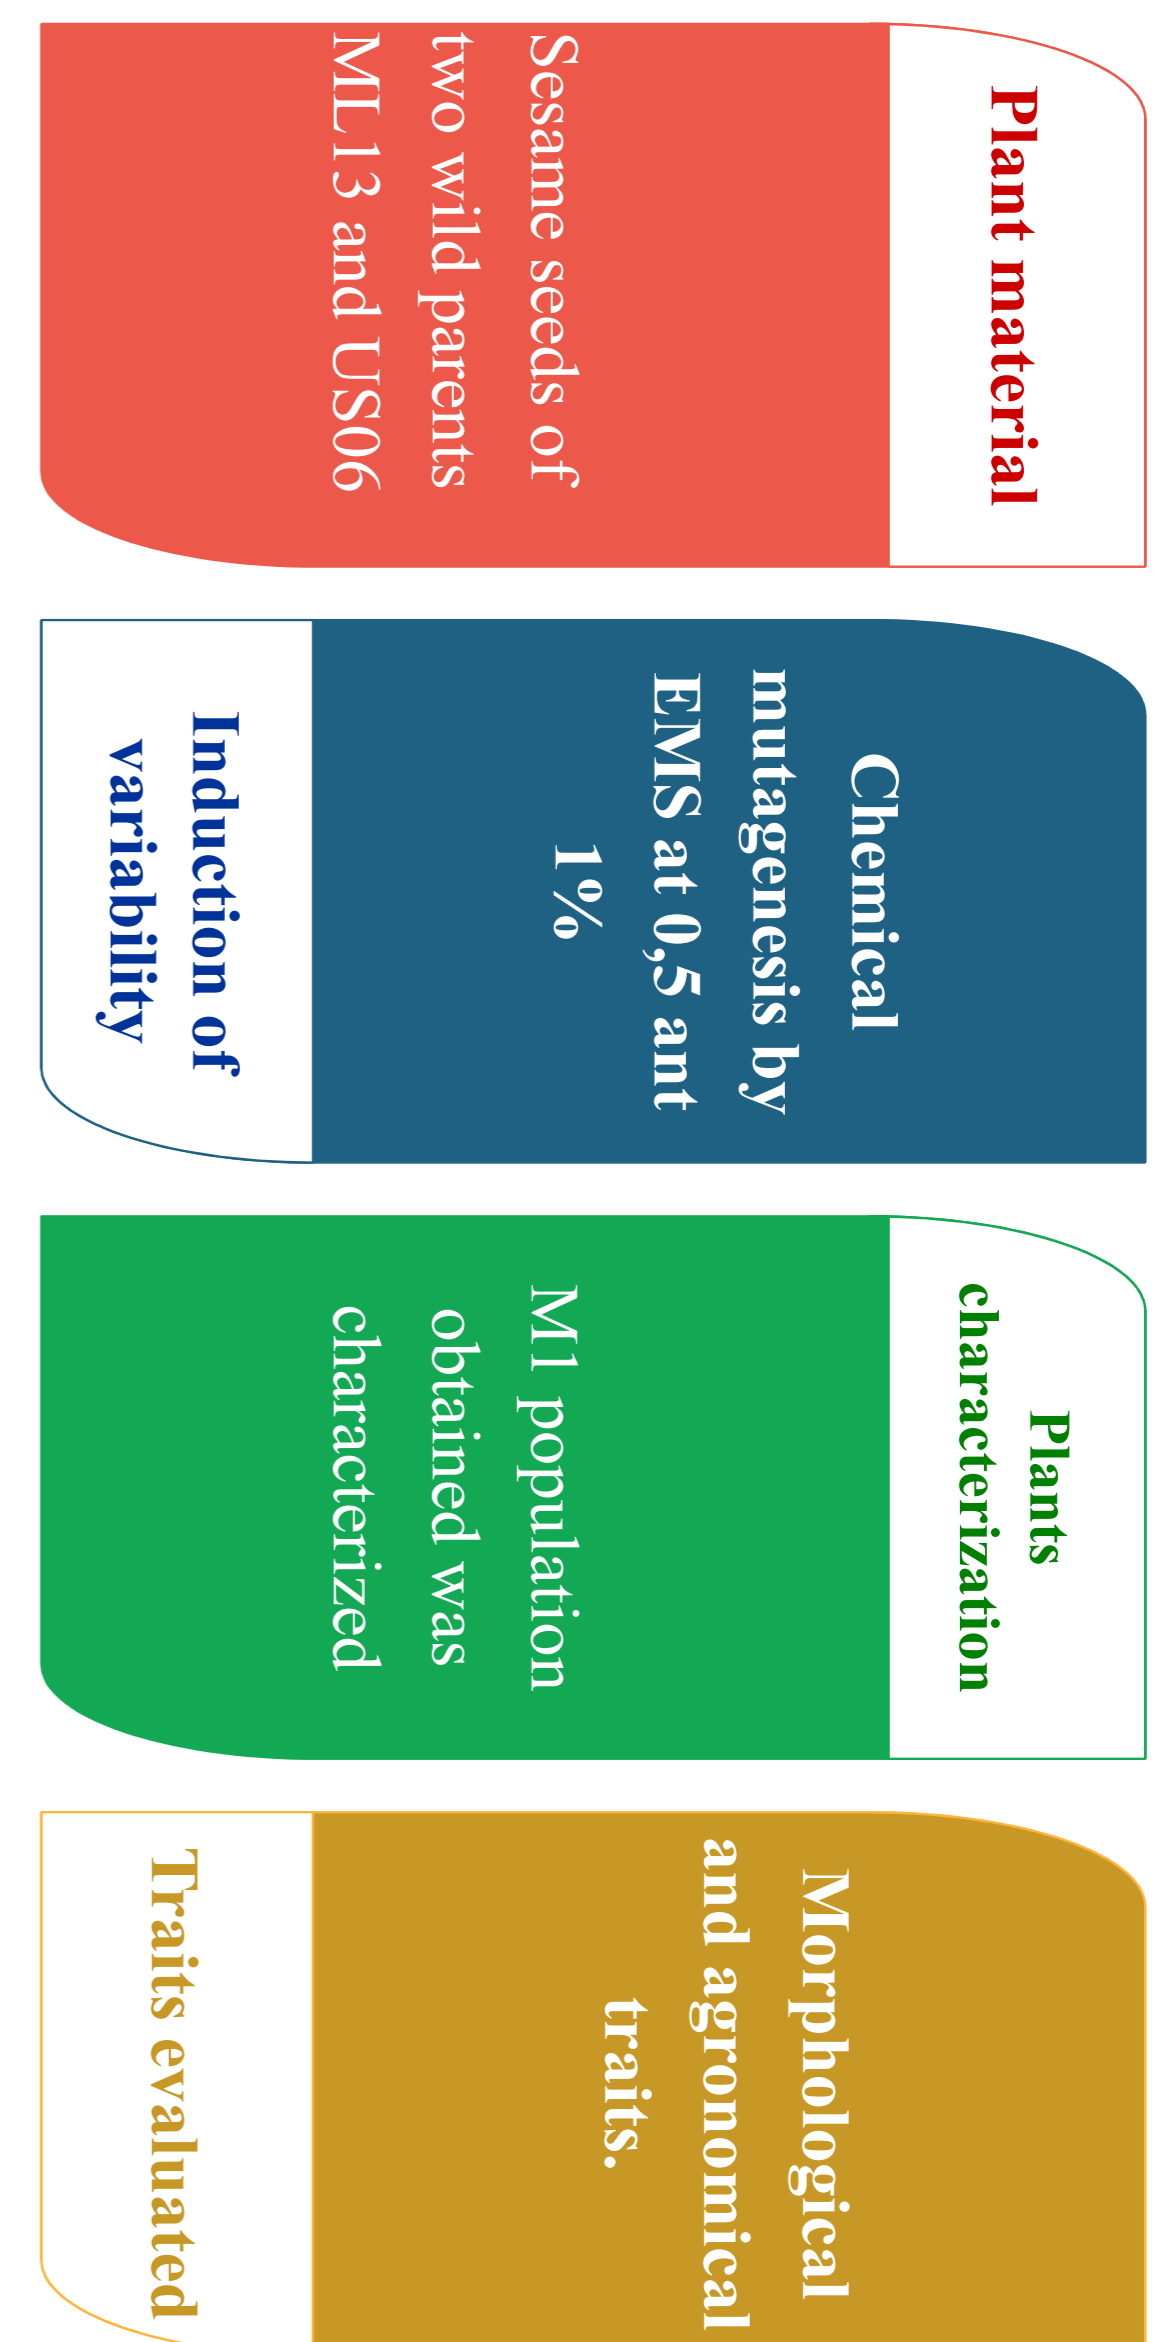 Plant material
Sesame seeds of
two wild parents
ML13 and US06
Chemical
mutagenesis by
EMS at 0,5 ant
1%
Induction of
variability
Plants
characterization
M1 population
obtained was
characterized
Morphological
and agronomical
traits.
Traits evaluated